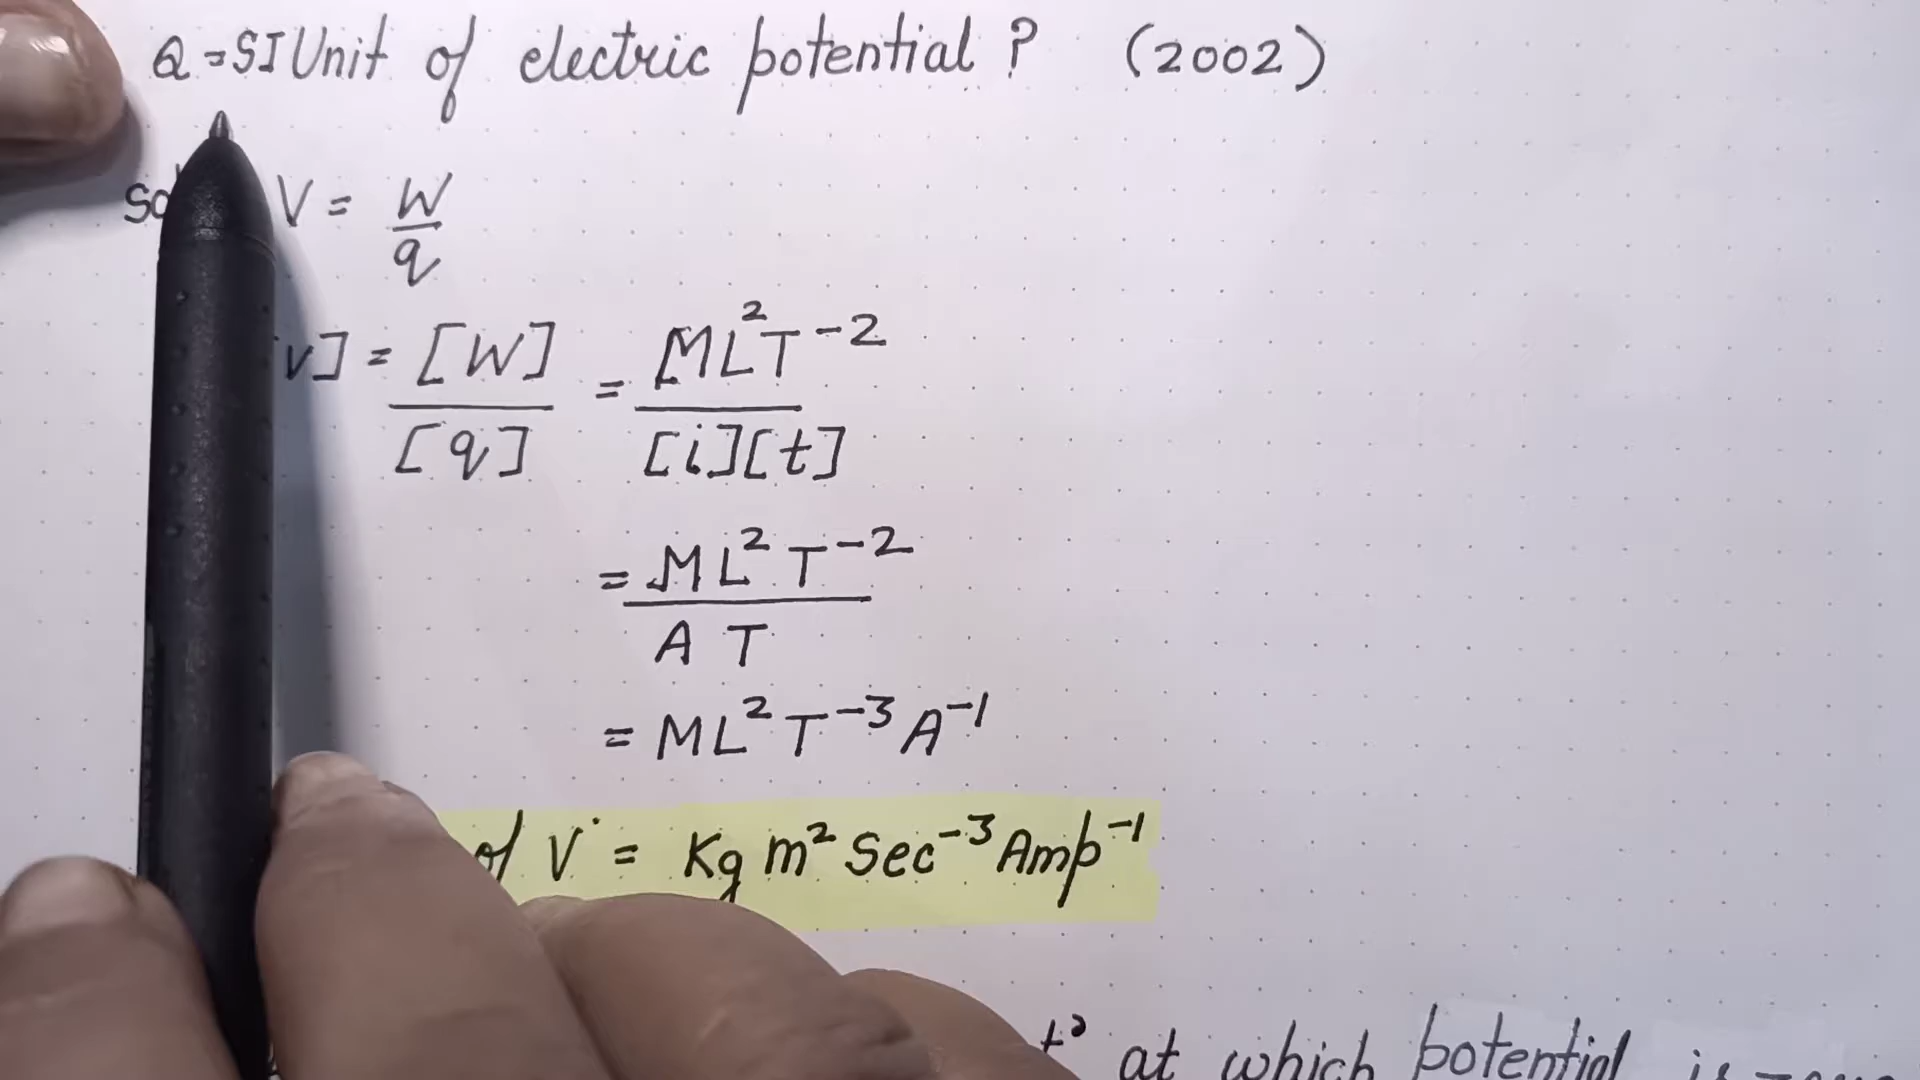 Q = SI Unit of electric potential ? (2002)
V = W / q
V] = [W] / [q] = [ML²T⁻² / [i][t]
= ML²T⁻² / A T
= ML²T⁻³A⁻¹
of V = Kg m² Sec⁻³ Amp⁻¹
at which potential is